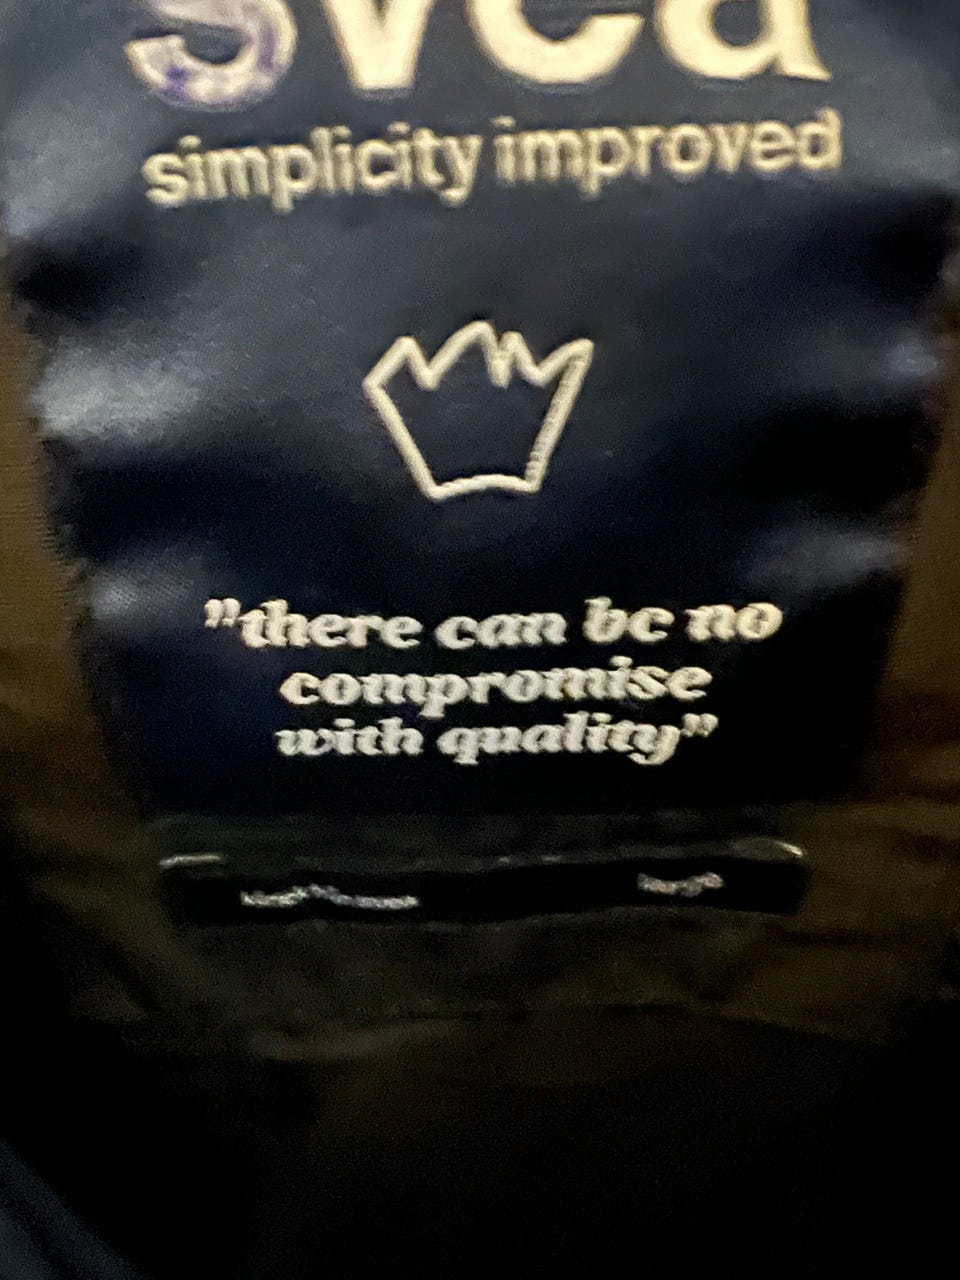 svea
simplicity improved
"there can be no
compromise
with quality"